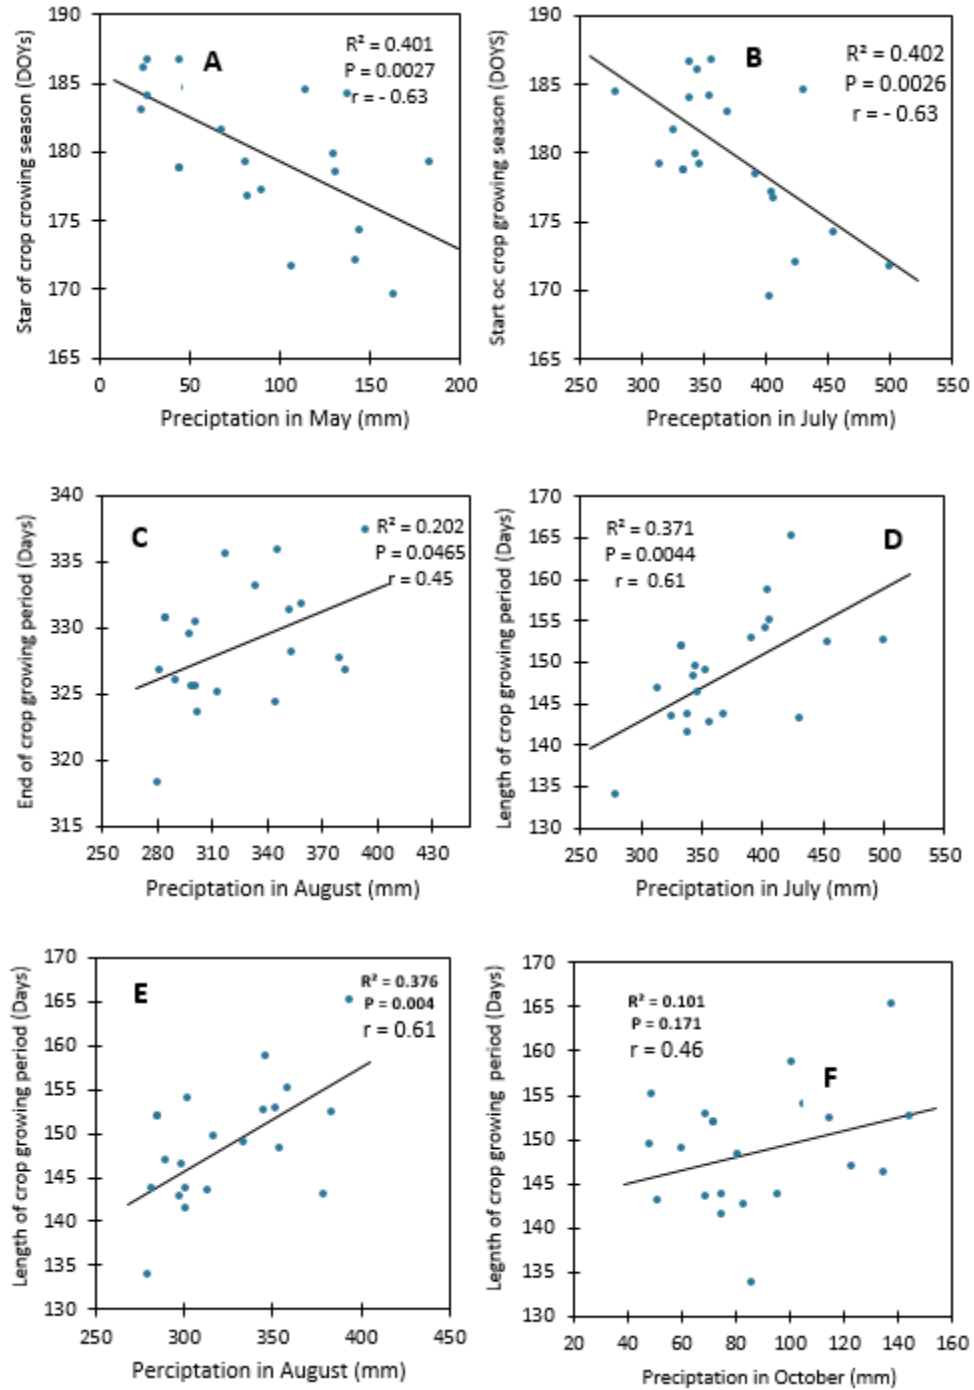 A
R² = 0.401
P = 0.0027
r = - 0.63
Star of crop crowing season (DOYs)
190
185
180
175
170
165
0 50 100 150 200
Preciptation in May (mm)
B
R² = 0.402
P = 0.0026
r = - 0.63
Start oc crop growing season (DOYS)
190
185
180
175
170
165
250 300 350 400 450 500 550
Preceptation in July (mm)
C
R² = 0.202
P = 0.0465
r = 0.45
End of crop growing period (Days)
340
335
330
325
320
315
250 280 310 340 370 400 430
Preciptation in August (mm)
D
R² = 0.371
P = 0.0044
r = 0.61
Length of crop growing period (Days)
170
165
160
155
150
145
140
135
130
250 300 350 400 450 500 550
Preciptation in July (mm)
E
R² = 0.376
P = 0.004
r = 0.61
Length of crop growing period (Days)
170
165
160
155
150
145
140
135
130
250 300 350 400 450
Perciptation in August (mm)
F
R² = 0.101
P = 0.171
r = 0.46
Legnth of crop growing period (Days)
170
165
160
155
150
145
140
135
130
20 40 60 80 100 120 140 160
Preciptation in October (mm)